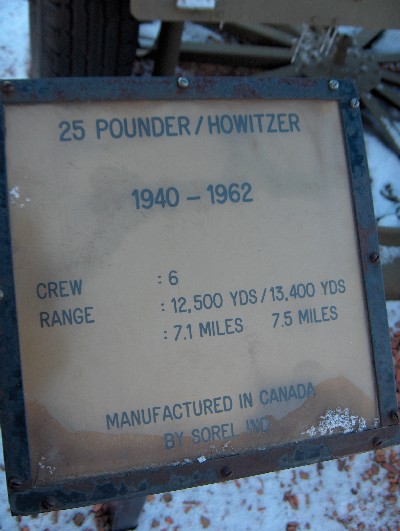 25 POUNDER/HOWITZER
1940 - 1962
CREW : 6
RANGE : 12,500 YDS/13,400 YDS
: 7.1 MILES 7.5 MILES
MANUFACTURED IN CANADA
BY SOREL INC